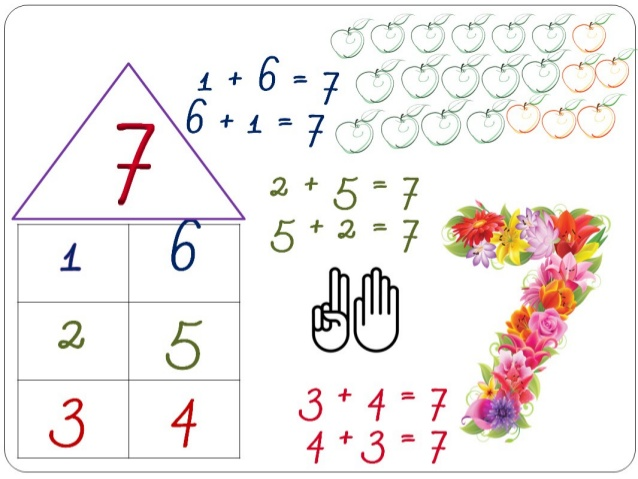 1 + 6 = 7
6 + 1 = 7
7
2 + 5 = 7
5 + 2 = 7
1 6
2 5
3 4
7
3 + 4 = 7
4 + 3 = 7